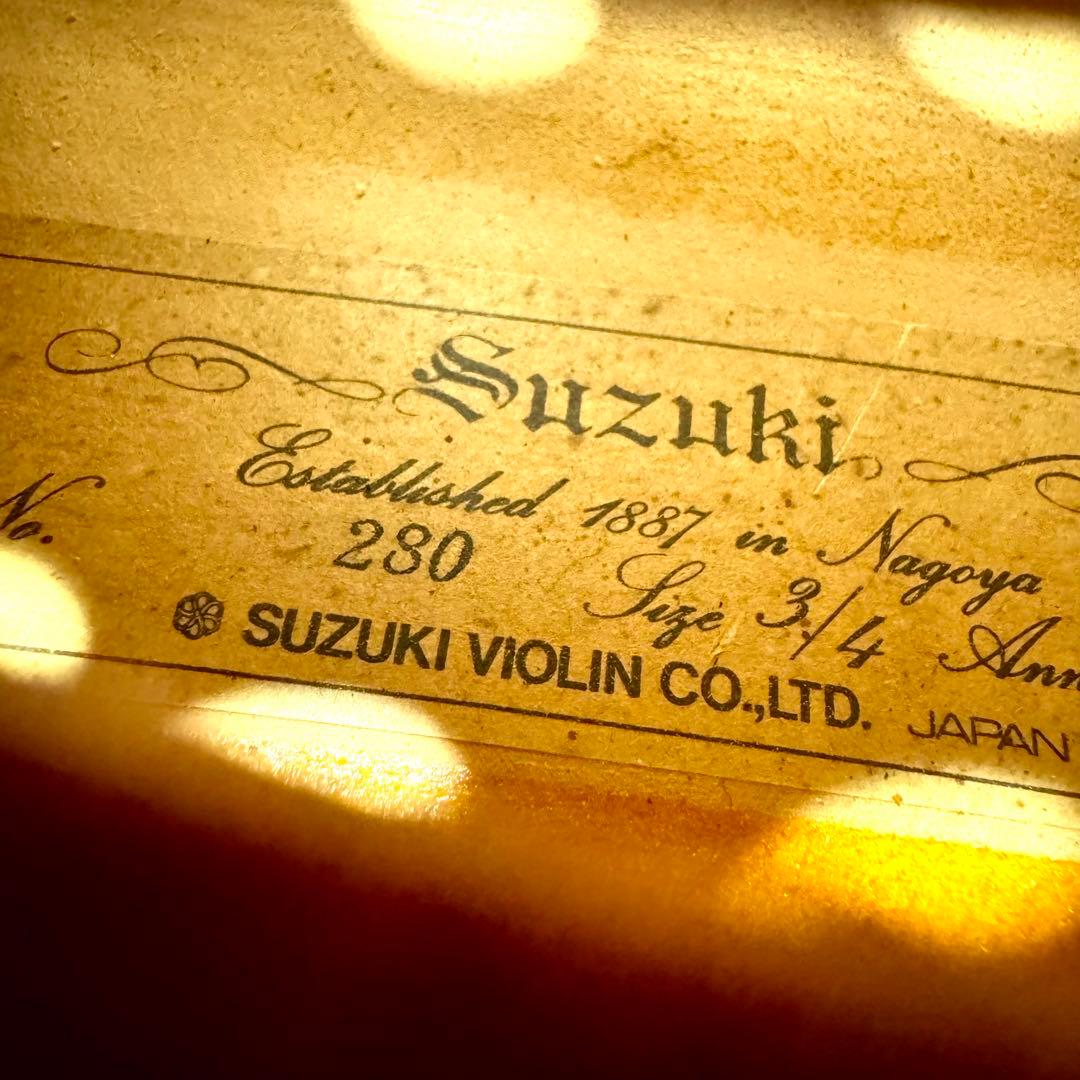 Suzuki
Established 1887 in Nagoya
No. 280 Size 3/4
SUZUKI VIOLIN CO.,LTD. JAPAN